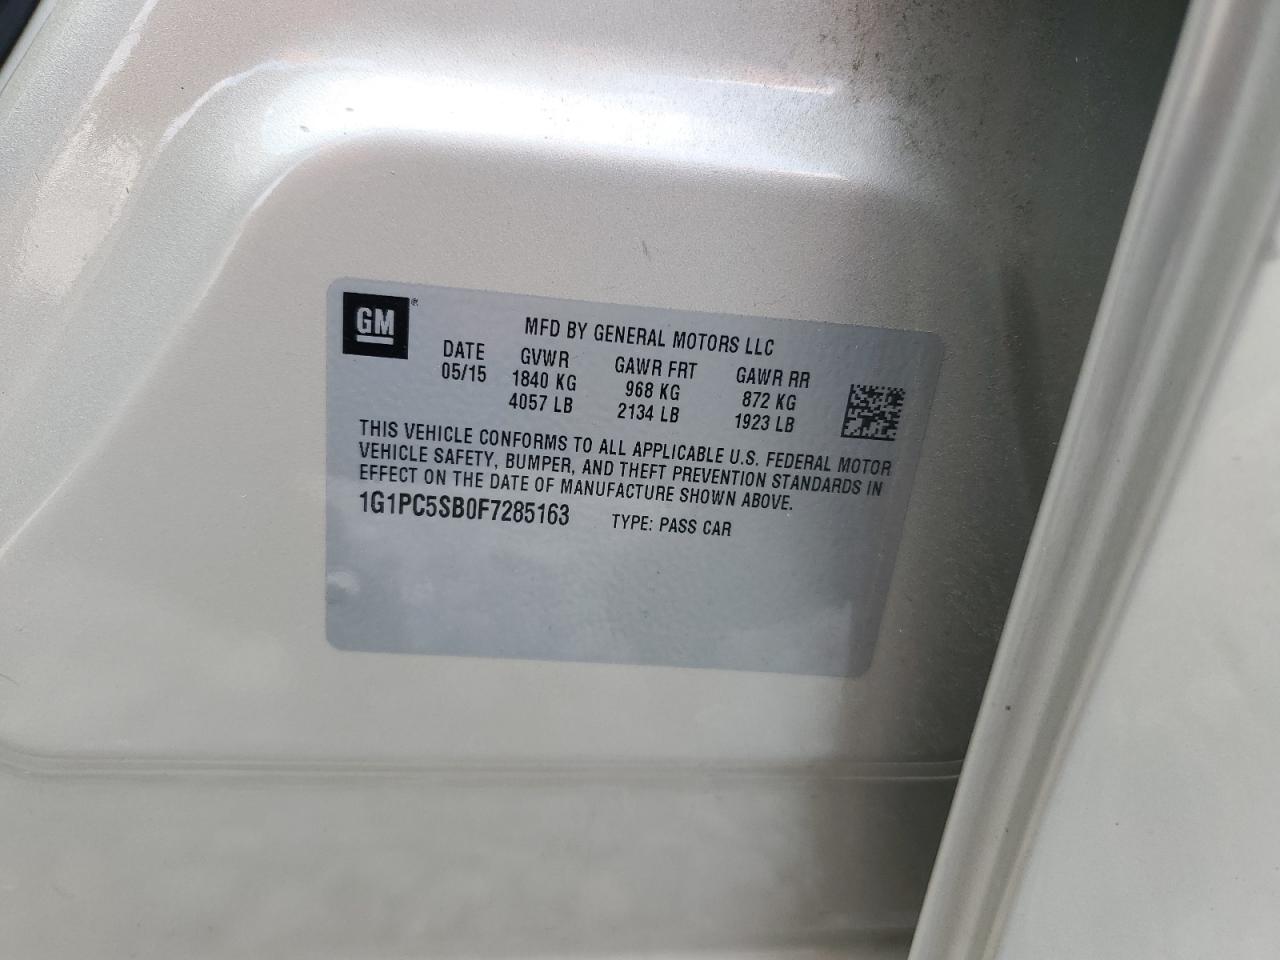 GM®
MFD BY GENERAL MOTORS LLC
DATE GVWR GAWR FRT GAWR RR
05/15 1840 KG 968 KG 872 KG
4057 LB 2134 LB 1923 LB
THIS VEHICLE CONFORMS TO ALL APPLICABLE U.S. FEDERAL MOTOR
VEHICLE SAFETY, BUMPER, AND THEFT PREVENTION STANDARDS IN
EFFECT ON THE DATE OF MANUFACTURE SHOWN ABOVE.
1G1PC5SB0F7285163 TYPE: PASS CAR